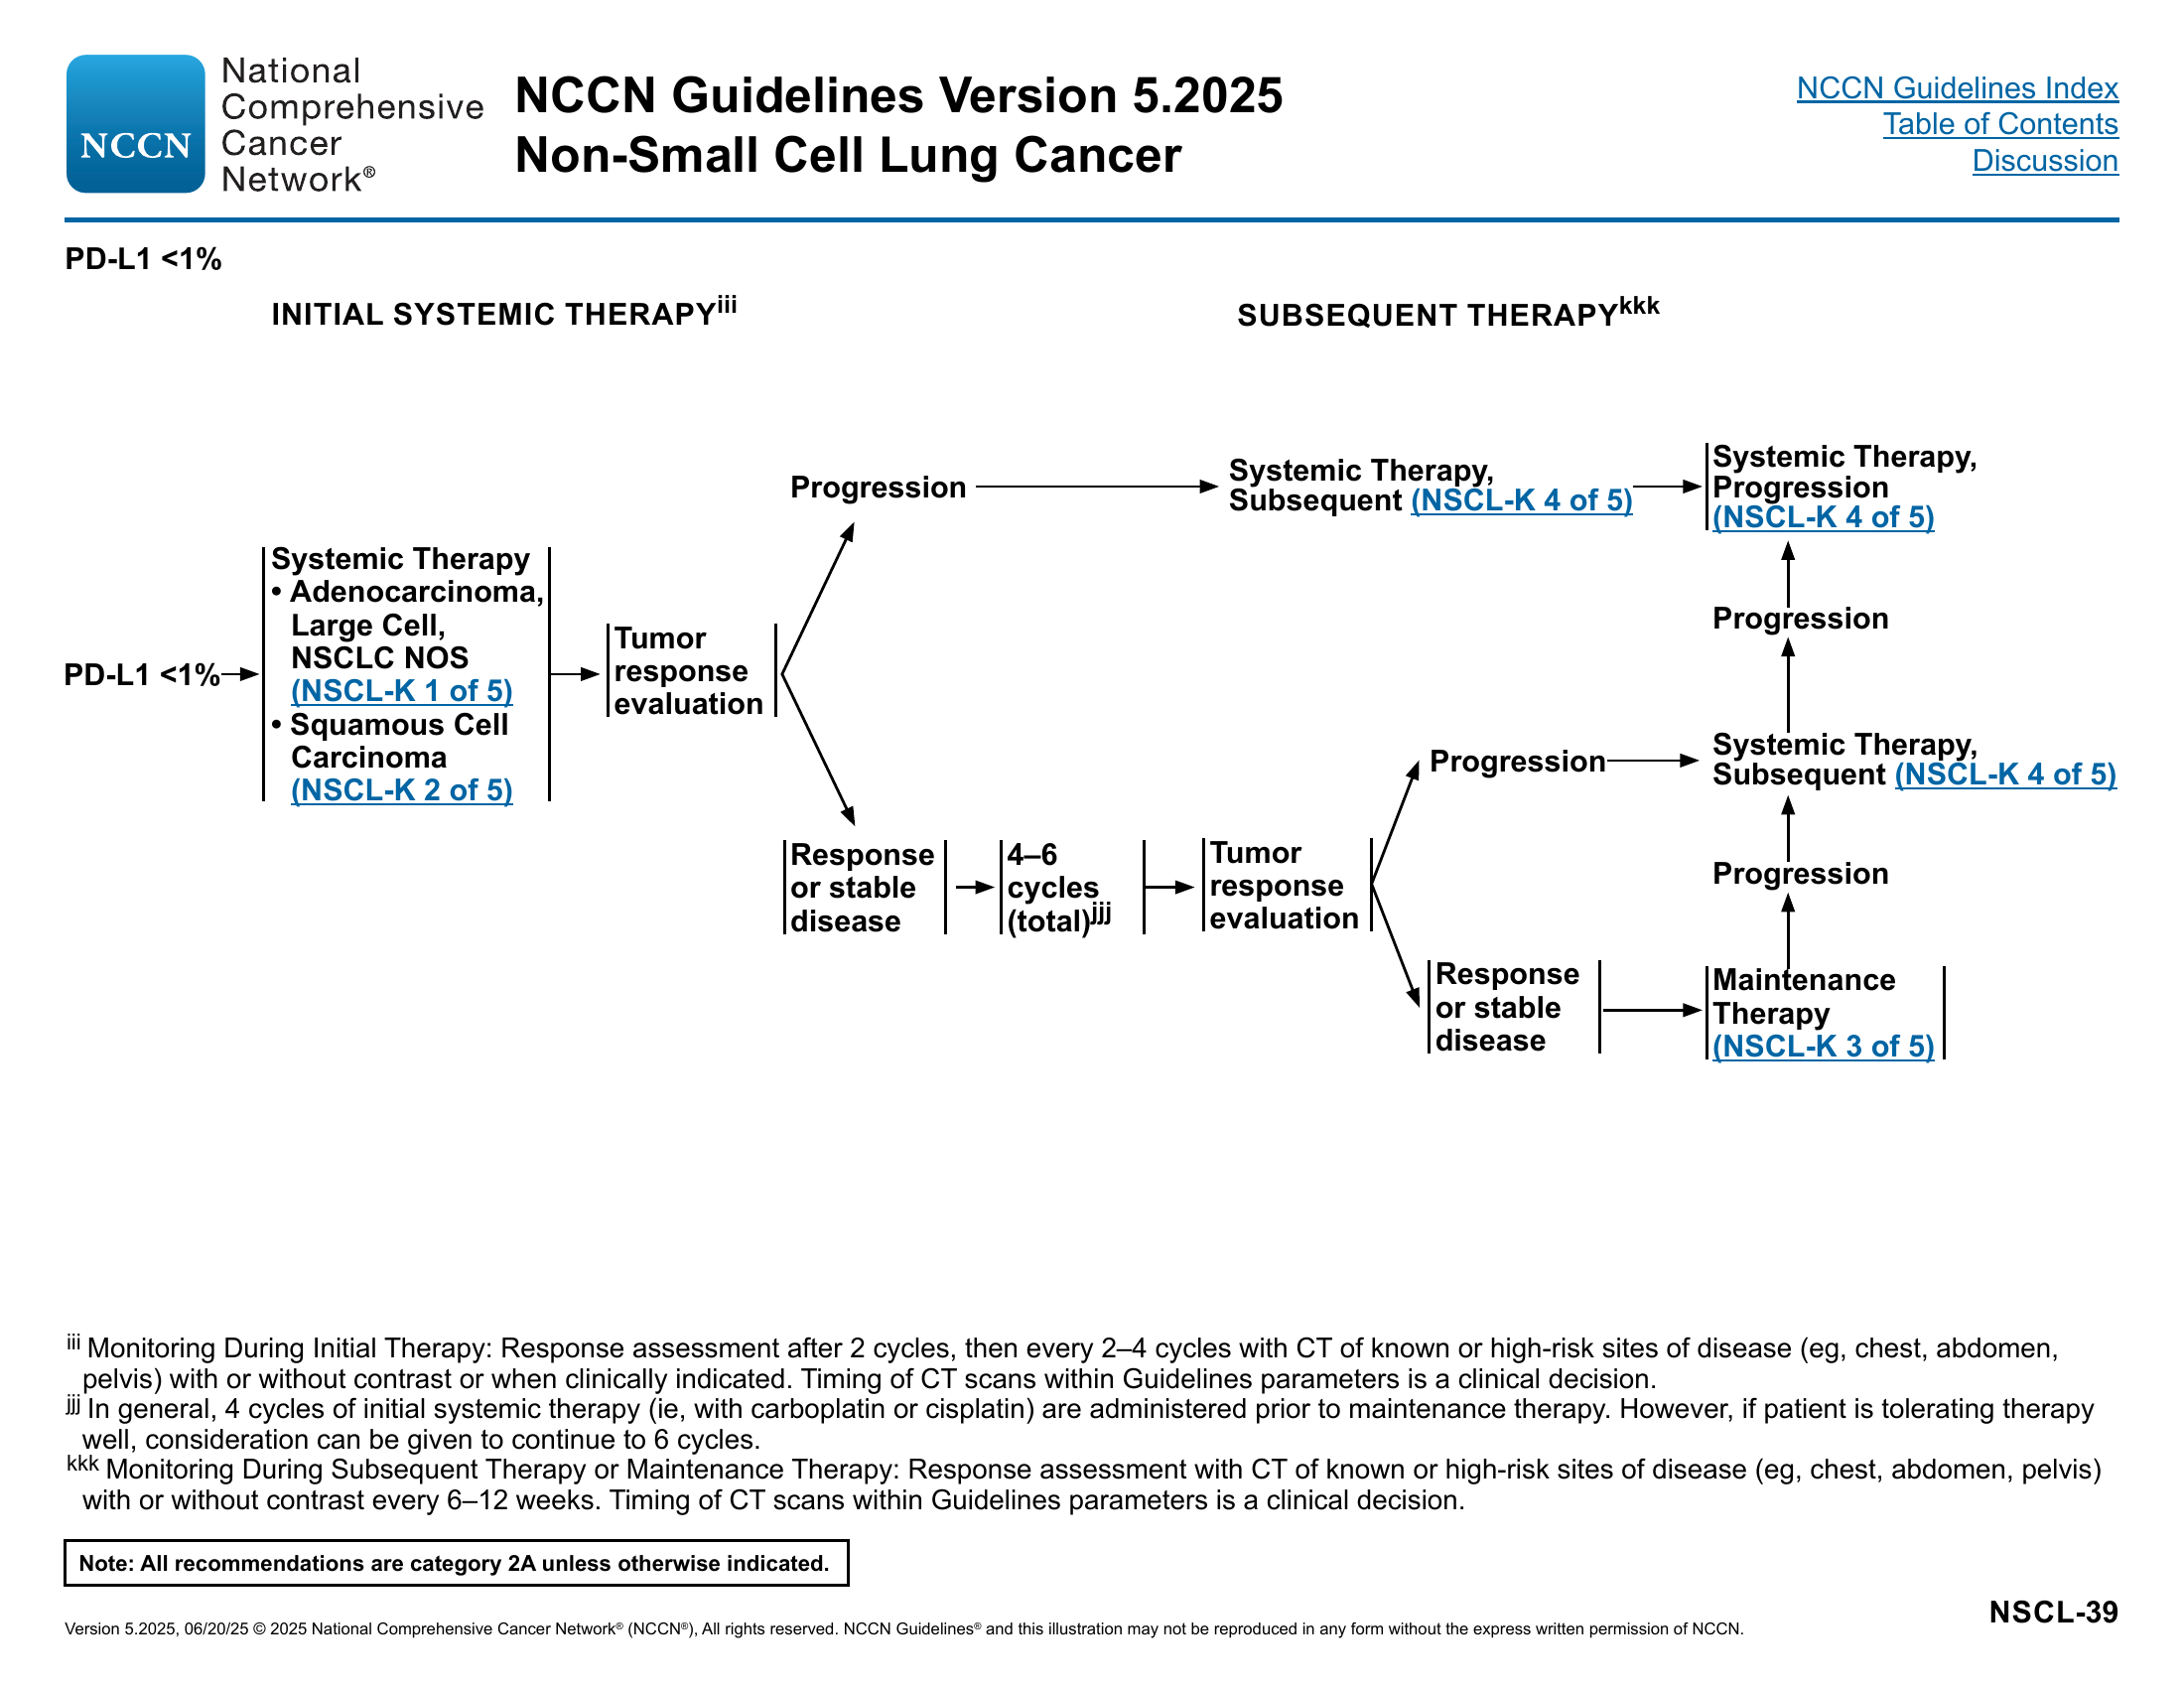 NCCN
National
Comprehensive
Cancer
Network®
NCCN Guidelines Version 5.2025
Non-Small Cell Lung Cancer
NCCN Guidelines Index
Table of Contents
Discussion
PD-L1 <1%
INITIAL SYSTEMIC THERAPYiii
SUBSEQUENT THERAPYkkk
PD-L1 <1%
Systemic Therapy
• Adenocarcinoma,
Large Cell,
NSCLC NOS
(NSCL-K 1 of 5)
• Squamous Cell
Carcinoma
(NSCL-K 2 of 5)
Tumor
response
evaluation
Progression
Systemic Therapy,
Subsequent (NSCL-K 4 of 5)
Systemic Therapy,
Progression
(NSCL-K 4 of 5)
Progression
Response
or stable
disease
4–6
cycles
(total)jjj
Tumor
response
evaluation
Progression
Systemic Therapy,
Subsequent (NSCL-K 4 of 5)
Progression
Response
or stable
disease
Maintenance
Therapy
(NSCL-K 3 of 5)
iii Monitoring During Initial Therapy: Response assessment after 2 cycles, then every 2–4 cycles with CT of known or high-risk sites of disease (eg, chest, abdomen,
pelvis) with or without contrast or when clinically indicated. Timing of CT scans within Guidelines parameters is a clinical decision.
jjj In general, 4 cycles of initial systemic therapy (ie, with carboplatin or cisplatin) are administered prior to maintenance therapy. However, if patient is tolerating therapy
well, consideration can be given to continue to 6 cycles.
kkk Monitoring During Subsequent Therapy or Maintenance Therapy: Response assessment with CT of known or high-risk sites of disease (eg, chest, abdomen, pelvis)
with or without contrast every 6–12 weeks. Timing of CT scans within Guidelines parameters is a clinical decision.
Note: All recommendations are category 2A unless otherwise indicated.
NSCL-39
Version 5.2025, 06/20/25 © 2025 National Comprehensive Cancer Network® (NCCN®), All rights reserved. NCCN Guidelines® and this illustration may not be reproduced in any form without the express written permission of NCCN.